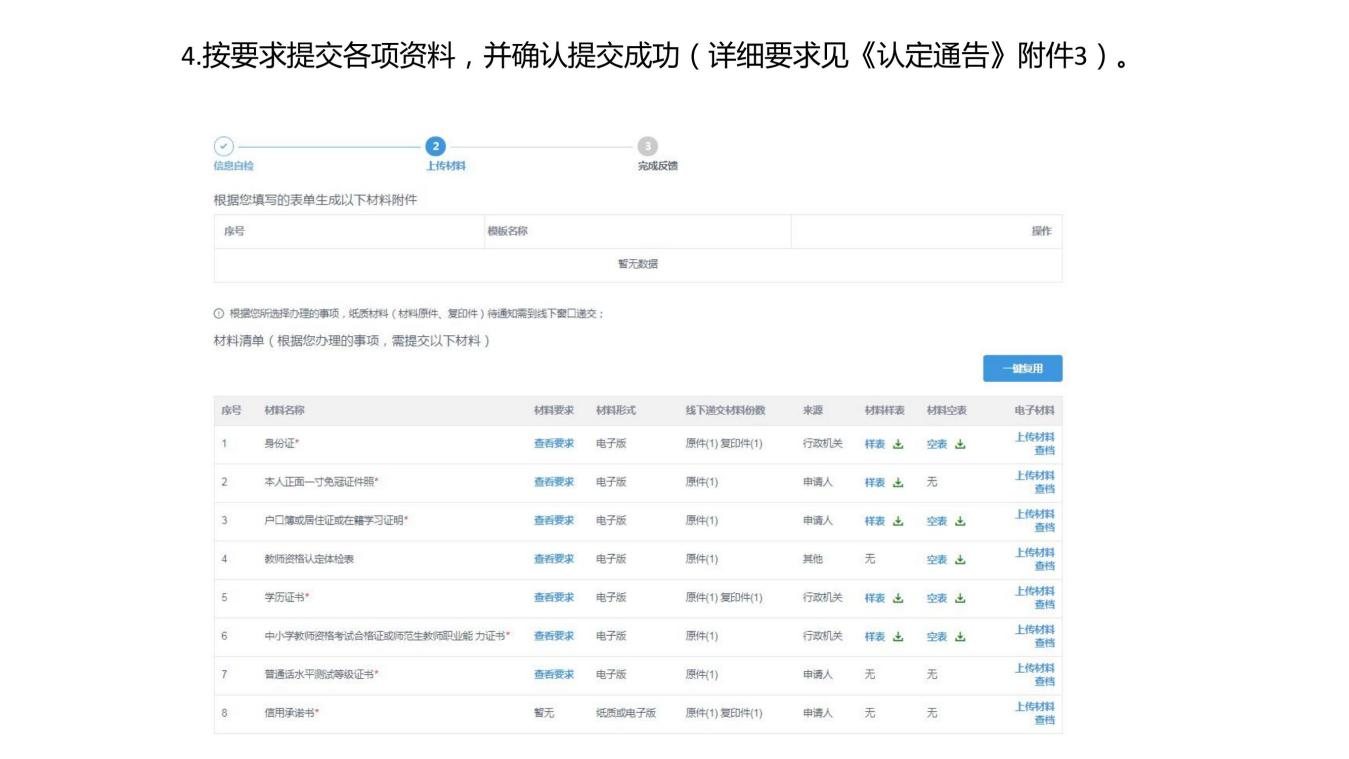 4.按要求提交各项资料，并确认提交成功（详细要求见《认定通告》附件3）。
2 3
信息自检 上传材料 完成反馈
根据您填写的表单生成以下材料附件
序号 模板名称 操作
暂无数据
根据您所选择办理的事项，纸质材料（材料原件、复印件）待通知需到线下窗口递交；
材料清单（根据您办理的事项，需提交以下材料）
一键复用
序号 材料名称 材料要求 材料形式 线下递交材料份数 来源 材料样表 材料空表 电子材料
1 身份证* 查看要求 电子版 原件(1) 复印件(1) 行政机关 样表 空表 上传材料
查档
2 本人正面一寸免冠证件照* 查看要求 电子版 原件(1) 申请人 样表 无 上传材料
查档
3 户口簿或居住证或在籍学习证明* 查看要求 电子版 原件(1) 申请人 样表 空表 上传材料
查档
4 教师资格认定体检表 查看要求 电子版 原件(1) 其他 无 空表 上传材料
查档
5 学历证书* 查看要求 电子版 原件(1) 复印件(1) 行政机关 样表 空表 上传材料
查档
6 中小学教师资格考试合格证或师范生教师职业能 力证书* 查看要求 电子版 原件(1) 行政机关 样表 空表 上传材料
查档
7 普通话水平测试等级证书* 查看要求 电子版 原件(1) 申请人 无 无 上传材料
查档
8 信用承诺书* 暂无 纸质或电子版 原件(1) 复印件(1) 申请人 无 无 上传材料
查档